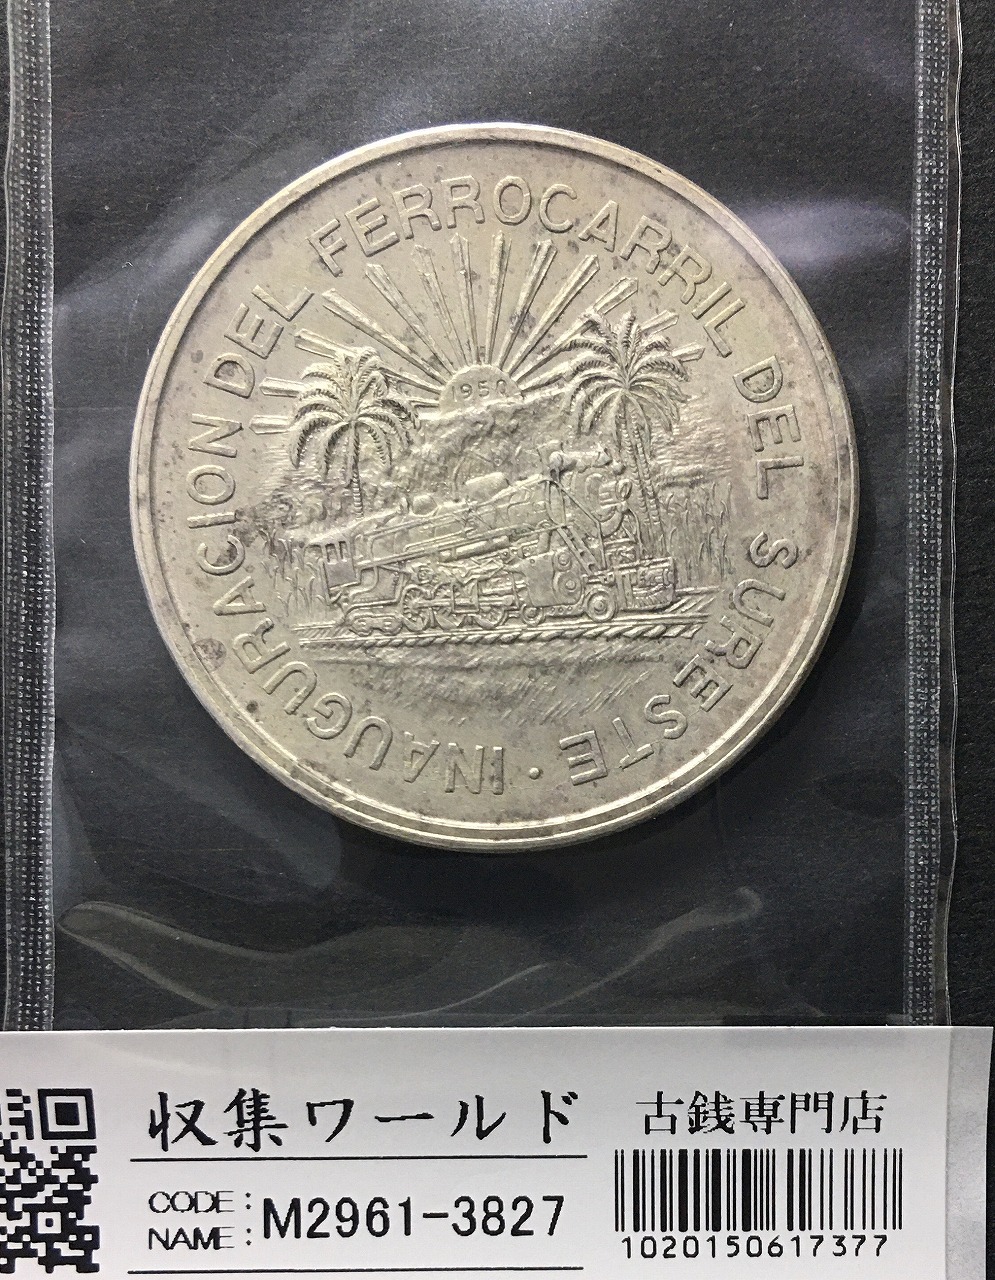 INAUGURACION DEL FERROCARRIL DEL SURESTE ·
1950
収集ワールド
古銭専門店
CODE:
NAME:
M2961-3827
1020150617377